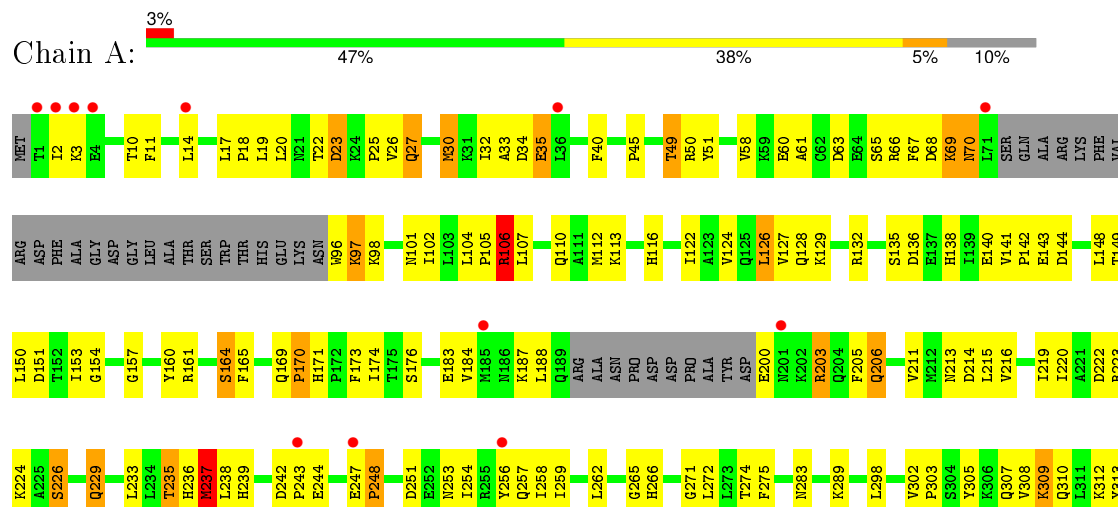 3%
Chain A:
47% 38% 5% 10%
MET T1 I2 K3 E4 T10 F11 L14 L17 P18 L19 L20 N21 T22 D23 K24 P25 V26 Q27 M30 K31 I32 A33 D34 E35 L36 F40 P45 T49 R50 Y51 V58 K59 E60 A61 C62 D63 E64 S65 R66 F67 D68 K69 N70 L71 SER GLN ALA ARG LYS PHE VAL
ARG ASP PHE ALA GLY ASP GLY LEU ALA THR SER TRP THR HIS GLU LYS ASN W96 K97 K98 N101 I102 L103 L104 P105 R106 L107 Q110 A111 M112 K113 H116 I122 A123 V124 Q125 L126 V127 Q128 K129 R132 S135 D136 E137 H138 I139 E140 V141 P142 E143 D144 L148 T149
L150 D151 T152 I153 G154 G157 Y160 R161 S164 F165 Q169 P170 H171 P172 F173 I174 T175 S176 E183 V184 M185 N186 K187 L188 Q189 ARG ALA ASN PRO ASP ASP PRO ALA TYR ASP E200 N201 K202 R203 Q204 F205 Q206 V211 M212 N213 D214 L215 V216 I219 I220 A221 D222 R223
K224 A225 S226 Q229 L233 L234 T235 H236 M237 L238 H239 D242 P243 E244 E247 P248 D251 E252 N253 I254 R255 Y256 Q257 I258 I259 L262 G265 H266 G271 L272 L273 T274 F275 N283 K289 L298 V302 P303 S304 Y305 K306 Q307 V308 K309 Q310 L311 K312